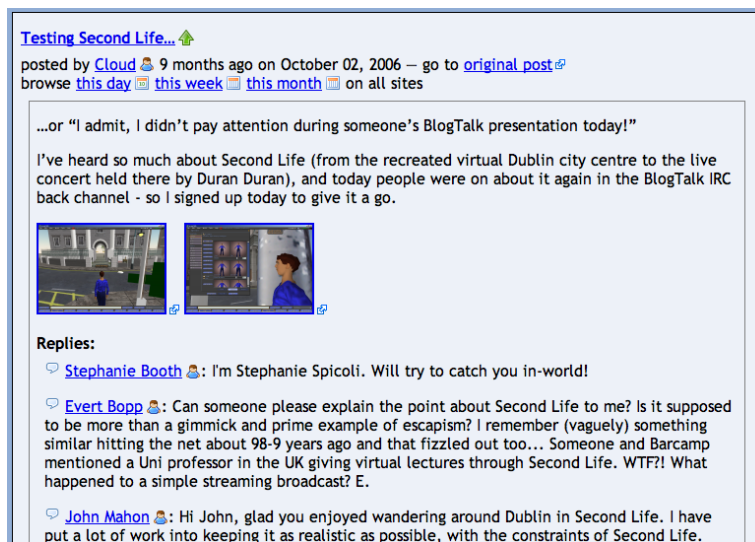 Testing Second Life...
posted by Cloud 9 months ago on October 02, 2006 — go to original post
browse this day this week this month on all sites
…or “I admit, I didn’t pay attention during someone’s BlogTalk presentation today!”
I’ve heard so much about Second Life (from the recreated virtual Dublin city centre to the live
concert held there by Duran Duran), and today people were on about it again in the BlogTalk IRC
back channel - so I signed up today to give it a go.
Replies:
Stephanie Booth: I'm Stephanie Spicoli. Will try to catch you in-world!
Evert Bopp: Can someone please explain the point about Second Life to me? Is it supposed
to be more than a gimmick and prime example of escapism? I remember (vaguely) something
similar hitting the net about 98-9 years ago and that fizzled out too... Someone and Barcamp
mentioned a Uni professor in the UK giving virtual lectures through Second Life. WTF?! What
happened to a simple streaming broadcast? E.
John Mahon: Hi John, glad you enjoyed wandering around Dublin in Second Life. I have
put a lot of work into keeping it as realistic as possible, with the constraints of Second Life.